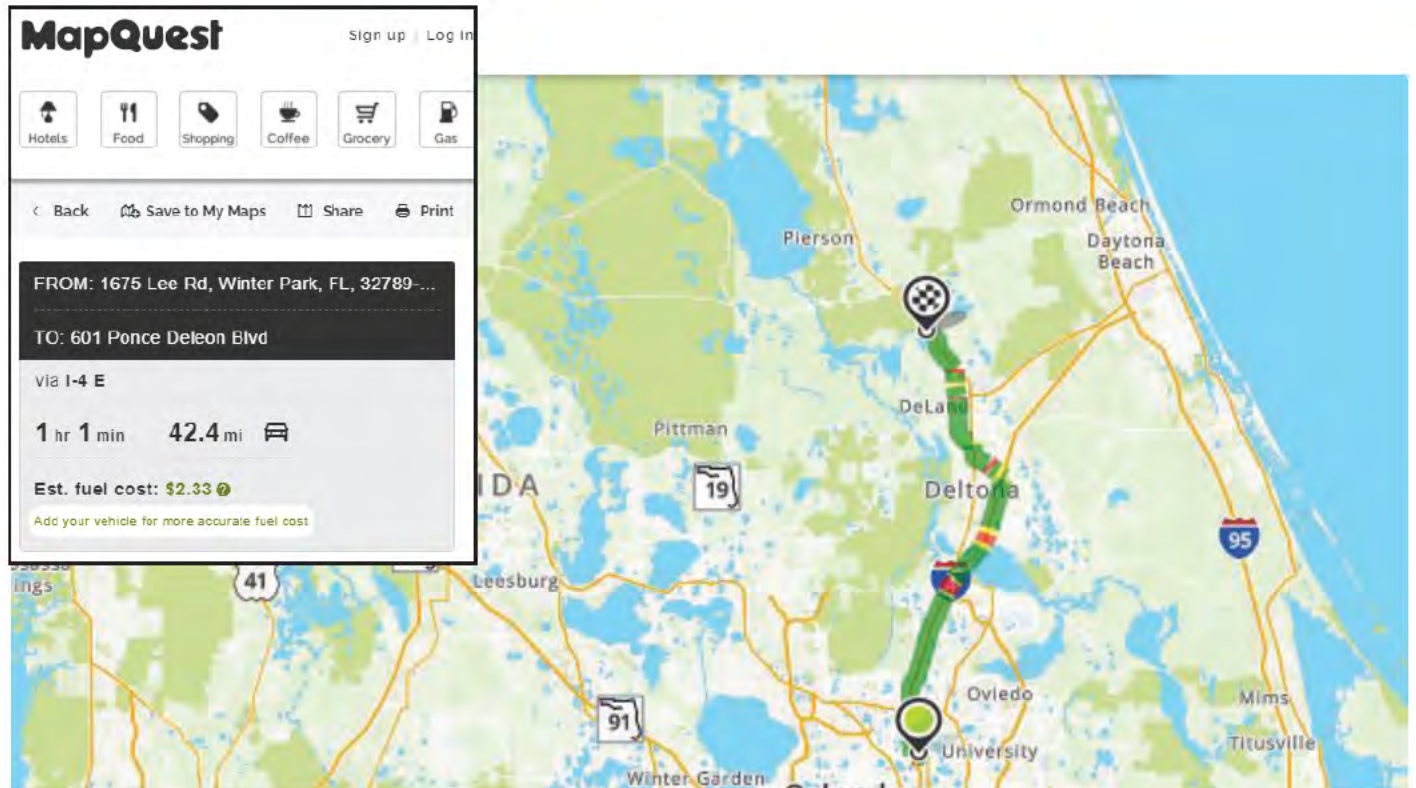 MapQuest
Sign up Log in
Hotels Food Shopping Coffee Grocery Gas
< Back Save to My Maps Share Print
FROM: 1675 Lee Rd, Winter Park, FL, 32789-...
TO: 601 Ponce Deleon Blvd
via I-4 E
1 hr 1 min 42.4 mi
Est. fuel cost: $2.33
Add your vehicle for more accurate fuel cost
Ormond Beach
Pierson
Daytona
Beach
DeLand
Pittman
IDA
19
Deltona
95
ings
41
Leesburg
Oviedo
Mims
91
University
Titusville
Winter Garden